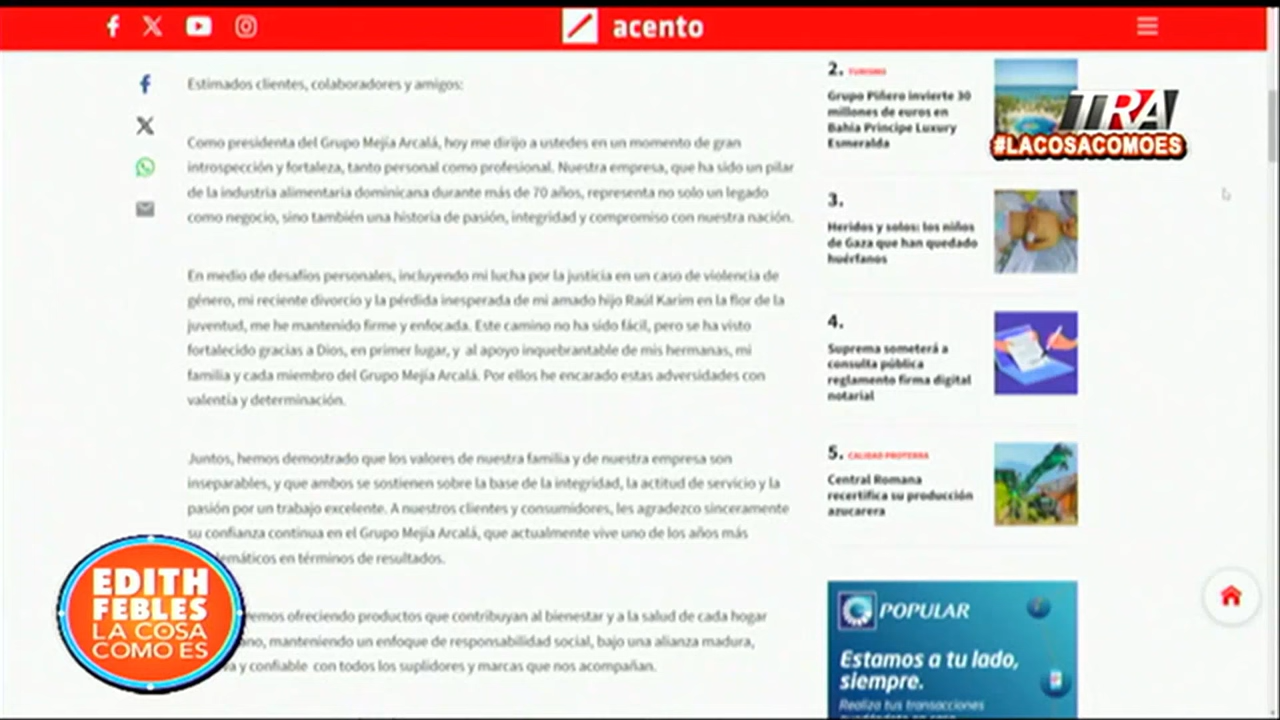 acento
Estimados clientes, colaboradores y amigos:
Como presidenta del Grupo Mejía Arcalá, hoy me dirijo a ustedes en un momento de gran
introspección y fortaleza, tanto personal como profesional. Nuestra empresa, que ha sido un pilar
de la industria alimentaria dominicana durante más de 70 años, representa no solo un legado
como negocio, sino también una historia de pasión, integridad y compromiso con nuestra nación.
En medio de desafíos personales, incluyendo mi lucha por la justicia en un caso de violencia de
género, mi reciente divorcio y la pérdida inesperada de mi amado hijo Raúl Karim en la flor de la
juventud, me he mantenido firme y enfocada. Este camino no ha sido fácil, pero se ha visto
fortalecido gracias a Dios, en primer lugar, y al apoyo inquebrantable de mis hermanas, mi
familia y cada miembro del Grupo Mejía Arcalá. Por ellos he encarado estas adversidades con
valentía y determinación.
Juntos, hemos demostrado que los valores de nuestra familia y de nuestra empresa son
inseparables, y que ambos se sostienen sobre la base de la integridad, la actitud de servicio y la
pasión por un trabajo excelente. A nuestros clientes y consumidores, les agradezco sinceramente
su confianza continua en el Grupo Mejía Arcalá, que actualmente vive uno de los años más
emáticos en términos de resultados.
emos ofreciendo productos que contribuyan al bienestar y a la salud de cada hogar
ano, manteniendo un enfoque de responsabilidad social, bajo una alianza madura,
a y confiable con todos los suplidores y marcas que nos acompañan.
2. TURISMO
Grupo Piñero invierte 30
millones de euros en
Bahia Principe Luxury
Esmeralda
3.
Heridos y solos: los niños
de Gaza que han quedado
huérfanos
4.
Suprema someterá a
consulta pública
reglamento firma digital
notarial
5. CALIDAD PROTERRA
Central Romana
recertifica su producción
azucarera
POPULAR
Estamos a tu lado,
siempre.
Realiza tus transacciones
TRA
#LACOSACOMOES
EDITH
FEBLES
LA COSA
COMO ES